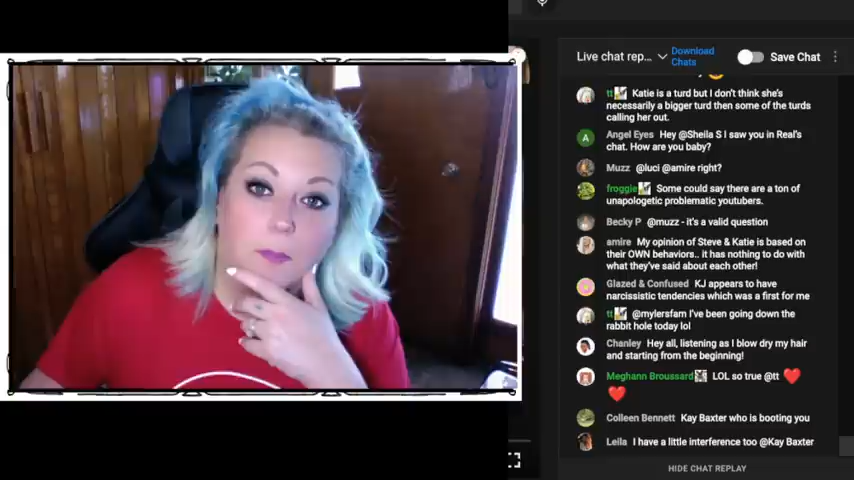 Live chat rep...
Download
Chats
Save Chat
tt Katie is a turd but I don't think she's
necessarily a bigger turd then some of the turds
calling her out.
Angel Eyes Hey @Sheila S I saw you in Real's
chat. How are you baby?
Muzz @luci @amire right?
froggie Some could say there are a ton of
unapologetic problematic youtubers.
Becky P @muzz - it's a valid question
amire My opinion of Steve & Katie is based on
their OWN behaviors.. it has nothing to do with
what they've said about each other!
Glazed & Confused KJ appears to have
narcissistic tendencies which was a first for me
tt @mylersfam I've been going down the
rabbit hole today lol
Chanley Hey all, listening as I blow dry my hair
and starting from the beginning!
Meghann Broussard LOL so true @tt
Colleen Bennett Kay Baxter who is booting you
Leila I have a little interference too @Kay Baxter
HIDE CHAT REPLAY